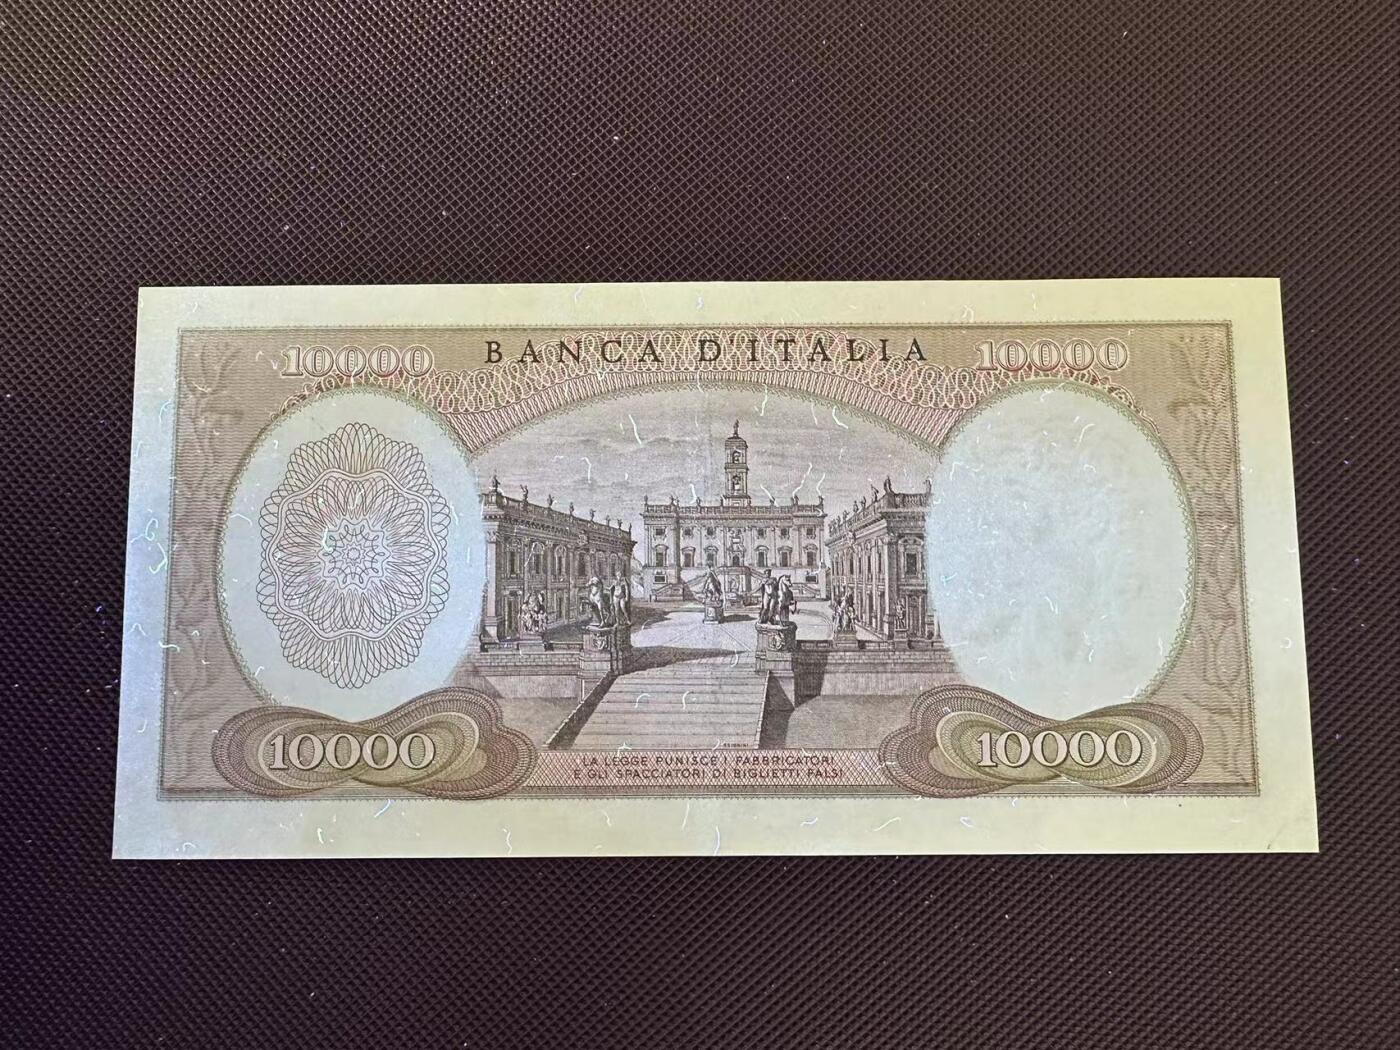 10000 BANCA D'ITALIA 10000
10000
LA LEGGE PUNISCE I FABBRICATORI
E GLI SPACCIATORI DI BIGLIETTI FALSI
10000